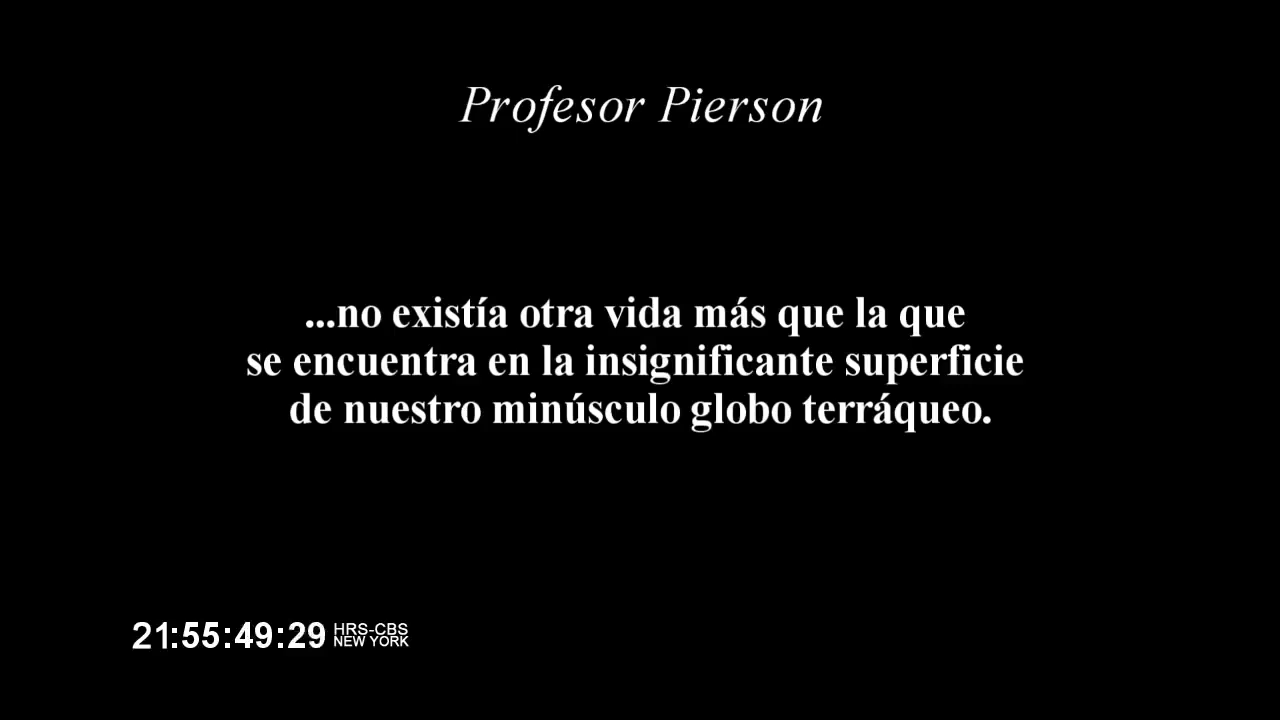 Profesor Pierson
...no existía otra vida más que la que
se encuentra en la insignificante superficie
de nuestro minúsculo globo terráqueo.
21:55:49:29 HRS-CBS
NEW YORK